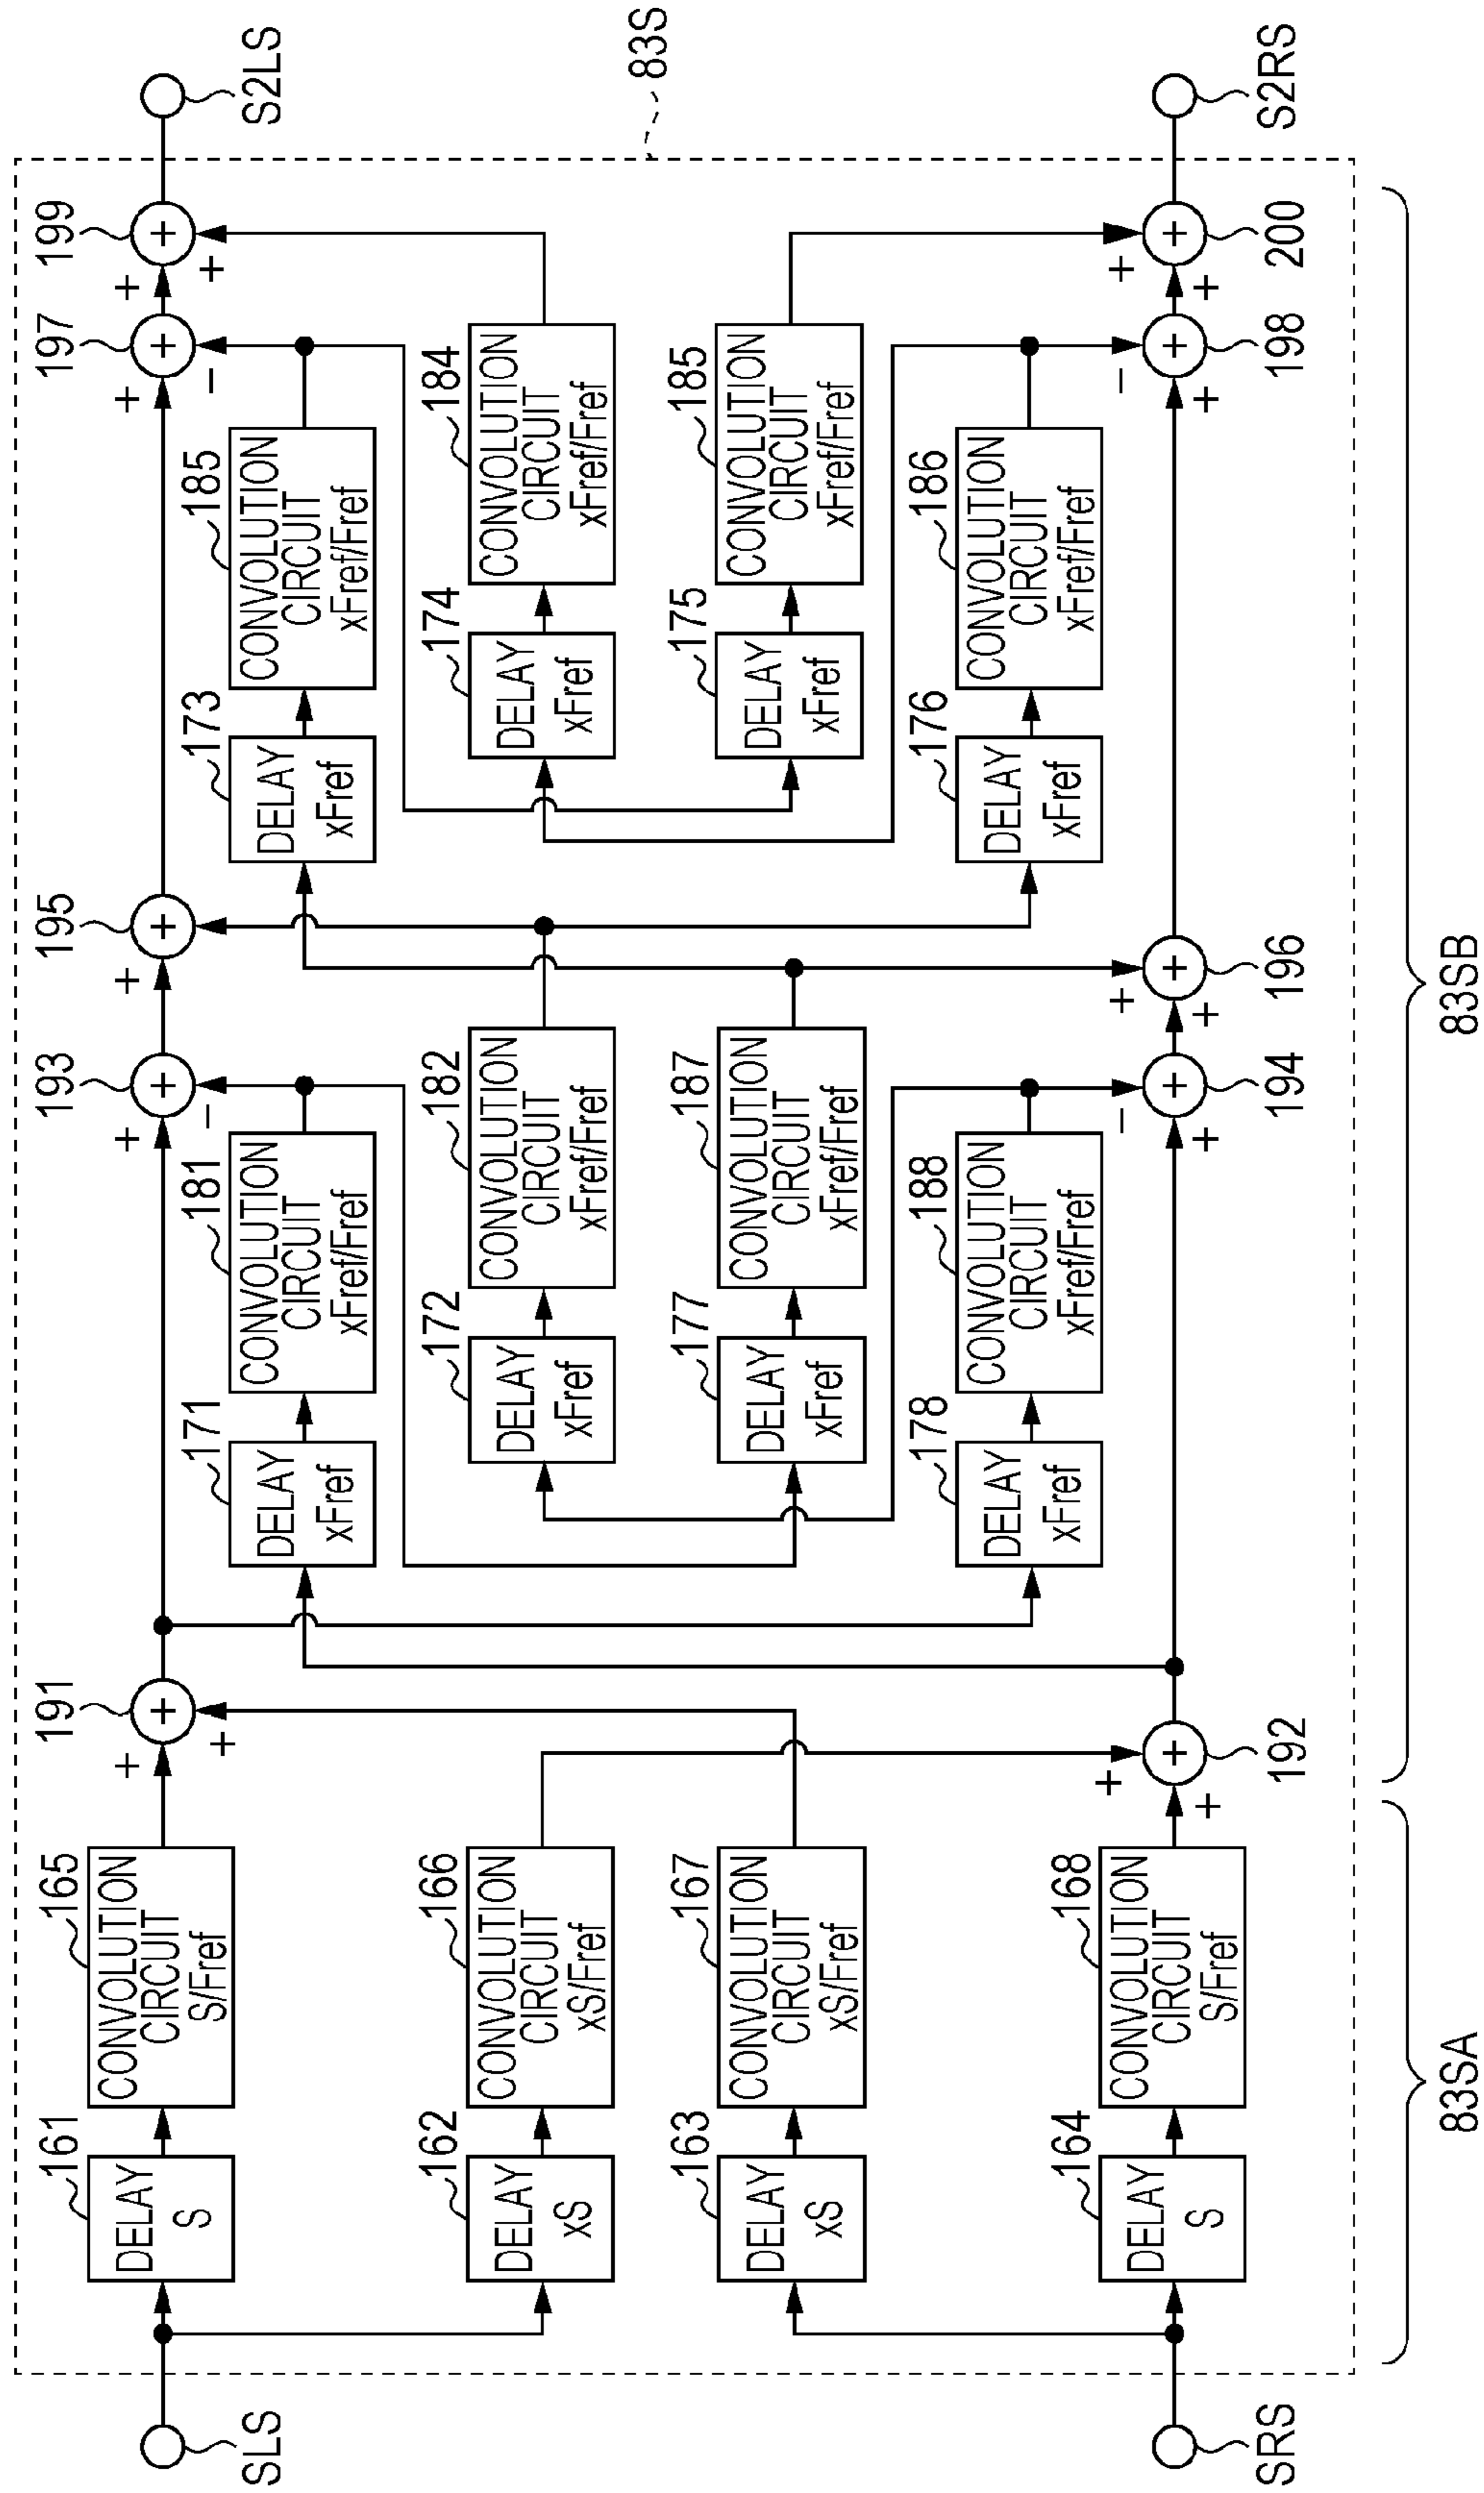 SLS
SRS
161
DELAY
S
162
DELAY
xS
163
DELAY
xS
164
DELAY
S
165
CONVOLUTION
CIRCUIT
S/Fref
166
CONVOLUTION
CIRCUIT
xS/Fref
167
CONVOLUTION
CIRCUIT
xS/Fref
168
CONVOLUTION
CIRCUIT
S/Fref
83SA
191
+
+
+
192
+
+
+
171
DELAY
xFref
181
CONVOLUTION
CIRCUIT
xFref/Fref
172
DELAY
xFref
182
CONVOLUTION
CIRCUIT
xFref/Fref
177
DELAY
xFref
187
CONVOLUTION
CIRCUIT
xFref/Fref
178
DELAY
xFref
188
CONVOLUTION
CIRCUIT
xFref/Fref
193
+
+
−
194
+
−
+
195
+
+
196
+
+
+
173
DELAY
xFref
185
CONVOLUTION
CIRCUIT
xFref/Fref
174
DELAY
xFref
184
CONVOLUTION
CIRCUIT
xFref/Fref
175
DELAY
xFref
185
CONVOLUTION
CIRCUIT
xFref/Fref
176
DELAY
xFref
186
CONVOLUTION
CIRCUIT
xFref/Fref
197
+
+
−
198
+
−
+
199
+
+
+
200
+
+
+
83SB
83S
S2LS
S2RS